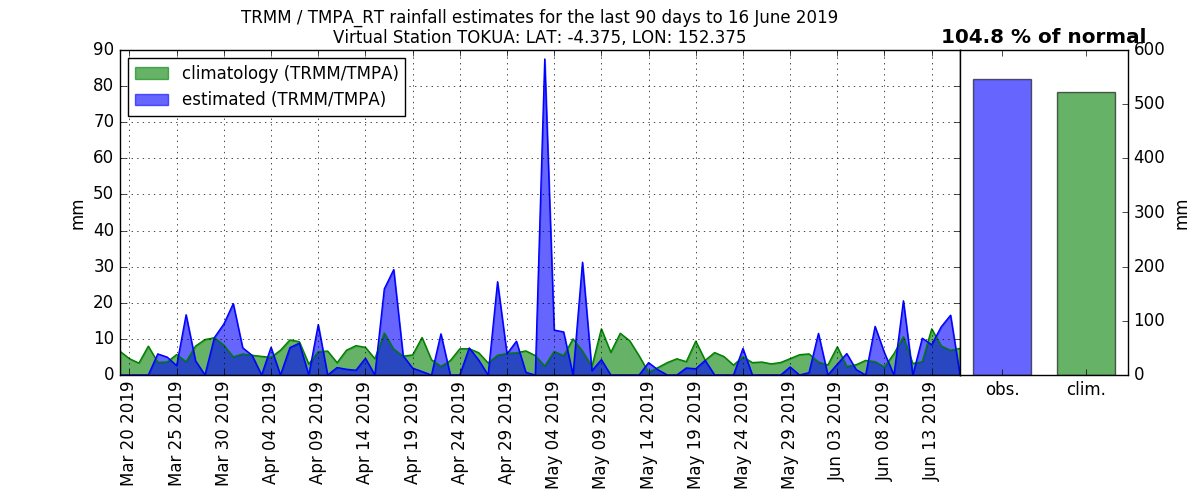 TRMM / TMPA_RT rainfall estimates for the last 90 days to 16 June 2019
Virtual Station TOKUA: LAT: -4.375, LON: 152.375
104.8 % of normal
climatology (TRMM/TMPA)
estimated (TRMM/TMPA)
90
80
70
60
50
40
30
20
10
0
mm
Mar 20 2019
Mar 25 2019
Mar 30 2019
Apr 04 2019
Apr 09 2019
Apr 14 2019
Apr 19 2019
Apr 24 2019
Apr 29 2019
May 04 2019
May 09 2019
May 14 2019
May 19 2019
May 24 2019
May 29 2019
Jun 03 2019
Jun 08 2019
Jun 13 2019
600
500
400
300
200
100
0
mm
obs.
clim.